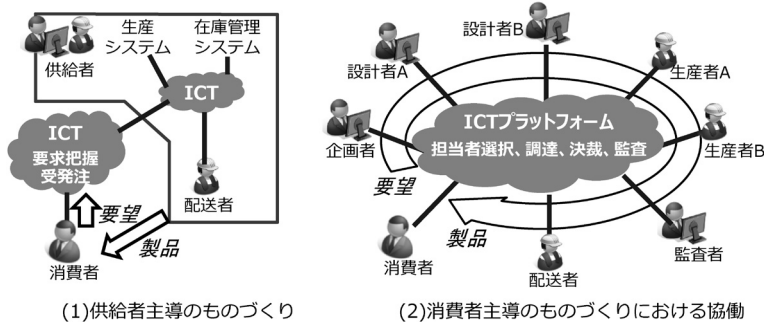 供給者
生産
システム
在庫管理
システム
ICT
ICT
要求把握
受発注
要望
製品
配送者
消費者
(1)供給者主導のものづくり
設計者B
設計者A
生産者A
企画者
ICTプラットフォーム
担当者選択、調達、決裁、監査
生産者B
要望
製品
消費者
配送者
監査者
(2)消費者主導のものづくりにおける協働